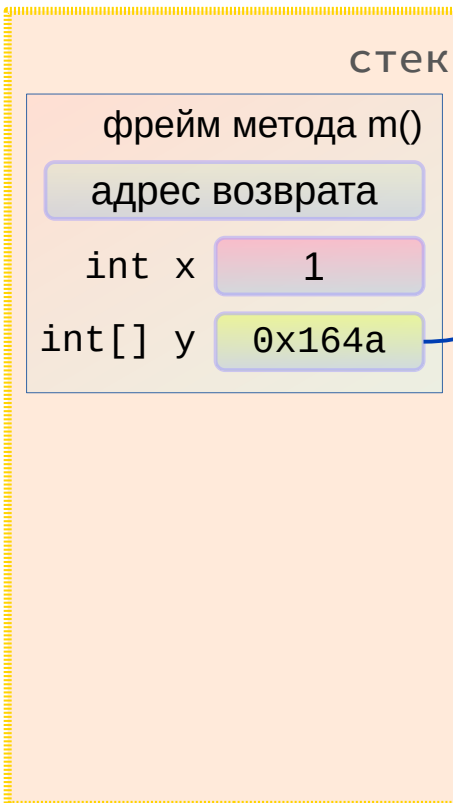 стек
фрейм метода m()
адрес возврата
int x 1
int[] y 0x164a